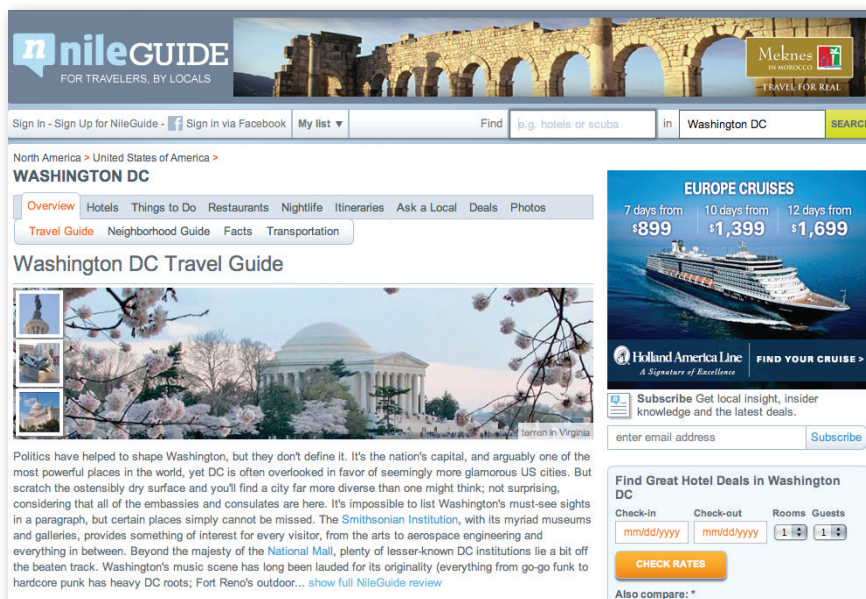 n nileGUIDE
FOR TRAVELERS, BY LOCALS
Meknes
IN MOROCCO
TRAVEL FOR REAL
Sign In - Sign Up for NileGuide - f Sign in via Facebook My list ▼ Find e.g. hotels or scuba in Washington DC SEARCH
North America > United States of America >
WASHINGTON DC
Overview Hotels Things to Do Restaurants Nightlife Itineraries Ask a Local Deals Photos
Travel Guide Neighborhood Guide Facts Transportation
Washington DC Travel Guide
terren in Virginia
Politics have helped to shape Washington, but they don't define it. It's the nation's capital, and arguably one of the
most powerful places in the world, yet DC is often overlooked in favor of seemingly more glamorous US cities. But
scratch the ostensibly dry surface and you'll find a city far more diverse than one might think; not surprising,
considering that all of the embassies and consulates are here. It's impossible to list Washington's must-see sights
in a paragraph, but certain places simply cannot be missed. The Smithsonian Institution, with its myriad museums
and galleries, provides something of interest for every visitor, from the arts to aerospace engineering and
everything in between. Beyond the majesty of the National Mall, plenty of lesser-known DC institutions lie a bit off
the beaten track. Washington's music scene has long been lauded for its originality (everything from go-go funk to
hardcore punk has heavy DC roots; Fort Reno's outdoor... show full NileGuide review
EUROPE CRUISES
7 days from 10 days from 12 days from
$899 $1,399 $1,699
Holland America Line FIND YOUR CRUISE >
A Signature of Excellence
Subscribe Get local insight, insider
knowledge and the latest deals.
enter email address Subscribe
Find Great Hotel Deals in Washington
DC
Check-in Check-out Rooms Guests
mm/dd/yyyy mm/dd/yyyy 1 1
CHECK RATES
Also compare: *